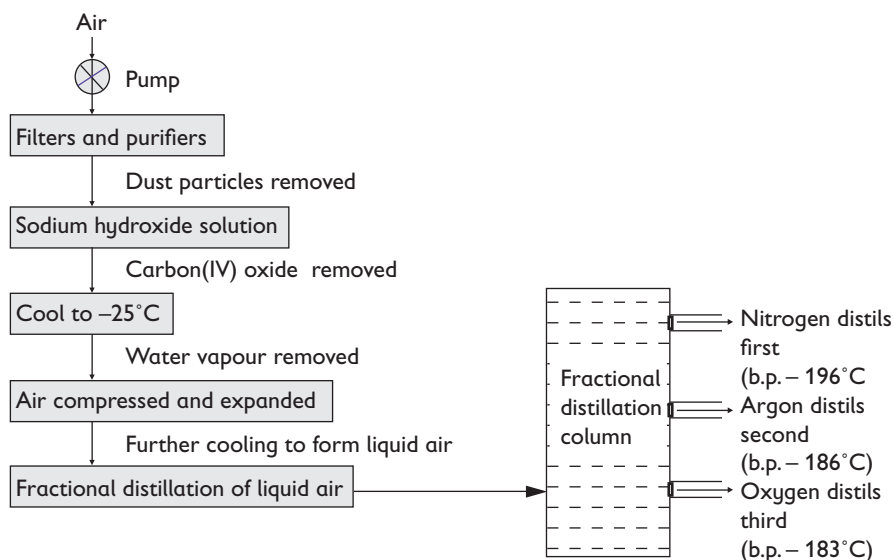 Air
Pump
Filters and purifiers
Dust particles removed
Sodium hydroxide solution
Carbon(IV) oxide removed
Cool to –25°C
Water vapour removed
Air compressed and expanded
Further cooling to form liquid air
Fractional distillation of liquid air
Fractional
distillation
column
Nitrogen distils
first
(b.p. – 196°C
Argon distils
second
(b.p. – 186°C)
Oxygen distils
third
(b.p. – 183°C)